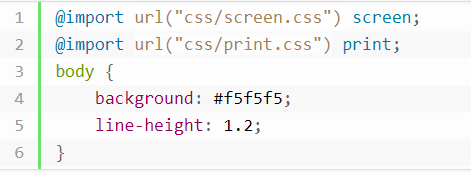 1 @import url("css/screen.css") screen;
2 @import url("css/print.css") print;
3 body {
4     background: #f5f5f5;
5     line-height: 1.2;
6 }